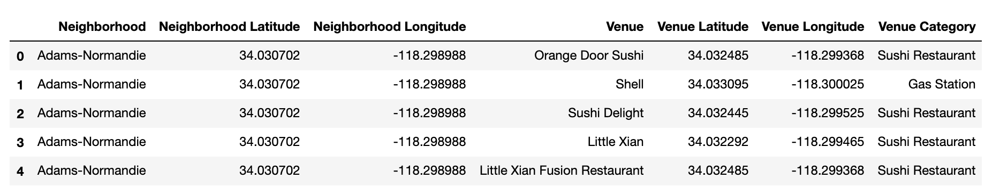 Neighborhood Neighborhood Latitude Neighborhood Longitude Venue Venue Latitude Venue Longitude Venue Category
0 Adams-Normandie 34.030702 -118.298988 Orange Door Sushi 34.032485 -118.299368 Sushi Restaurant
1 Adams-Normandie 34.030702 -118.298988 Shell 34.033095 -118.300025 Gas Station
2 Adams-Normandie 34.030702 -118.298988 Sushi Delight 34.032445 -118.299525 Sushi Restaurant
3 Adams-Normandie 34.030702 -118.298988 Little Xian 34.032292 -118.299465 Sushi Restaurant
4 Adams-Normandie 34.030702 -118.298988 Little Xian Fusion Restaurant 34.032485 -118.299368 Sushi Restaurant